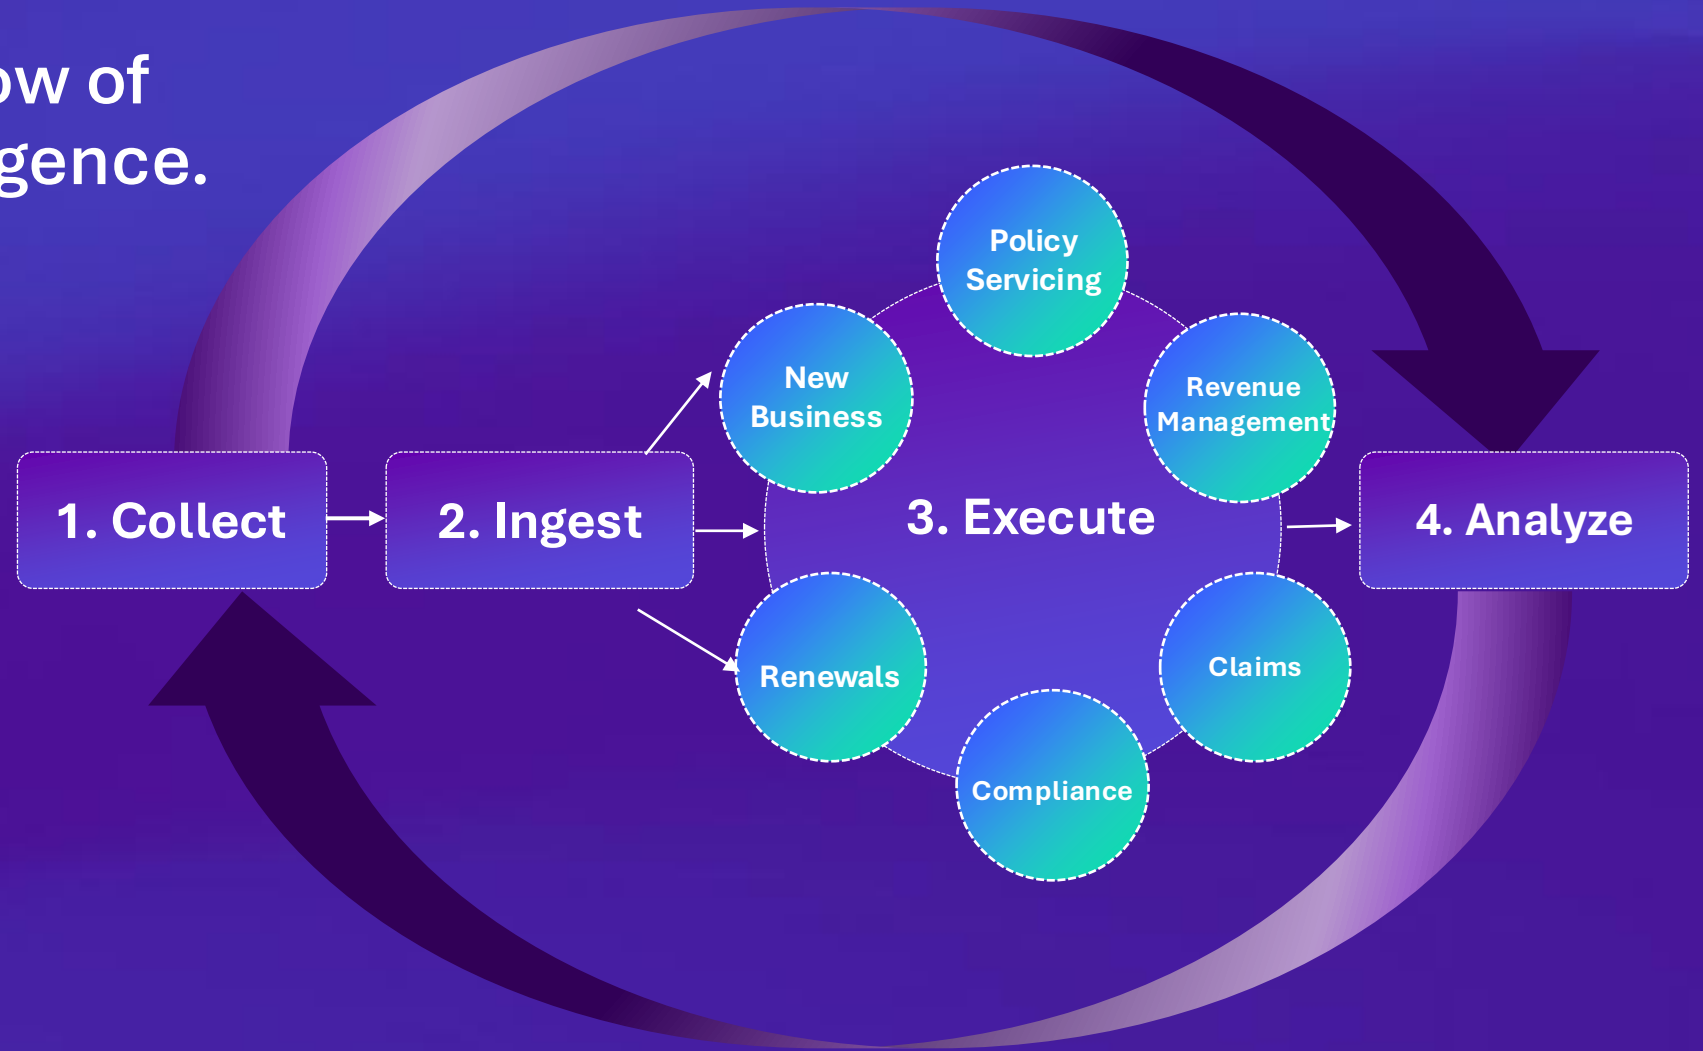 ow of
gence.
Policy
Servicing
New
Business
Revenue
Management
1. Collect
2. Ingest
3. Execute
4. Analyze
Renewals
Claims
Compliance